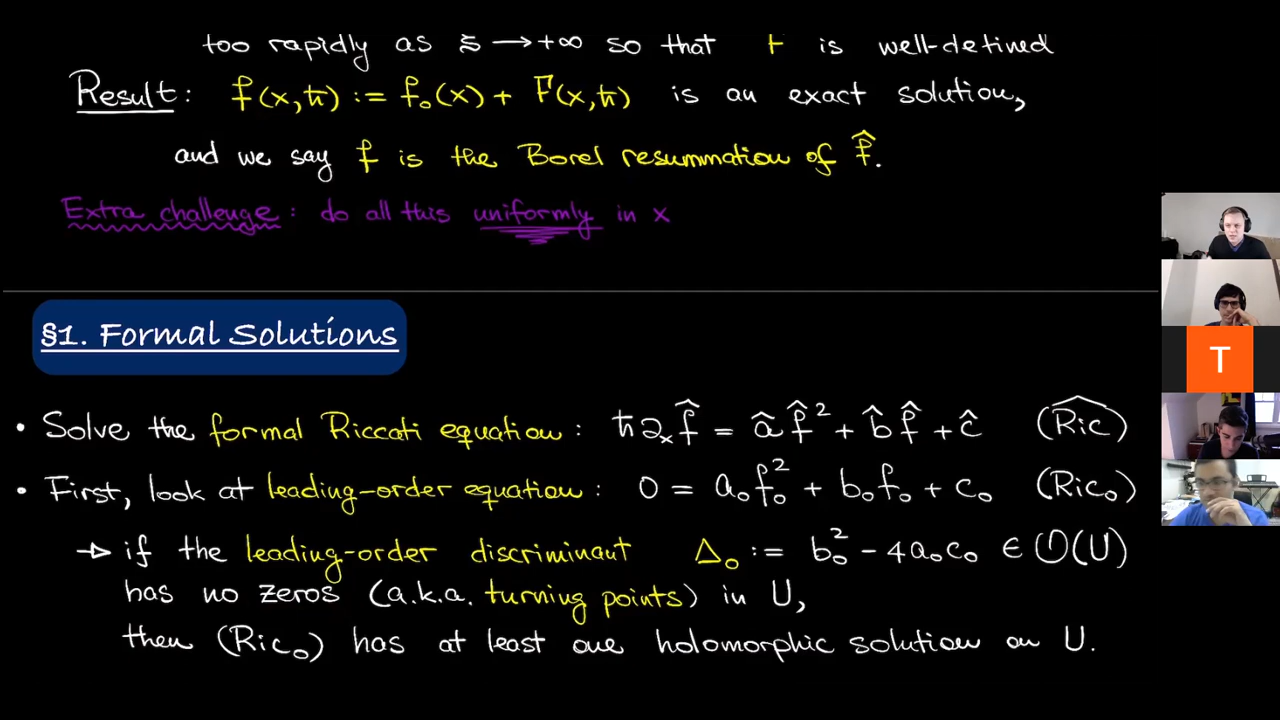 too rapidly as ξ → +∞ so that f is well-defined
Result: f(x,ħ) := f₀(x) + F(x,ħ) is an exact solution,
and we say f is the Borel resummation of f̂.
Extra challenge: do all this uniformly in x
§1. Formal Solutions
• Solve the formal Riccati equation: ħ∂ₓf̂ = âf̂² + b̂f̂ + ĉ (R̂ic)
• First, look at leading-order equation: 0 = a₀f₀² + b₀f₀ + c₀ (Ric₀)
→ if the leading-order discriminant Δ₀ := b₀² - 4a₀c₀ ∈ O(U)
has no zeros (a.k.a. turning points) in U,
then (Ric₀) has at least one holomorphic solution on U.
T